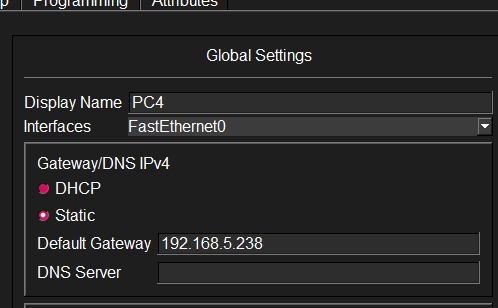 Programming Attributes
Global Settings
Display Name PC4
Interfaces FastEthernet0
Gateway/DNS IPv4
DHCP
Static
Default Gateway 192.168.5.238
DNS Server